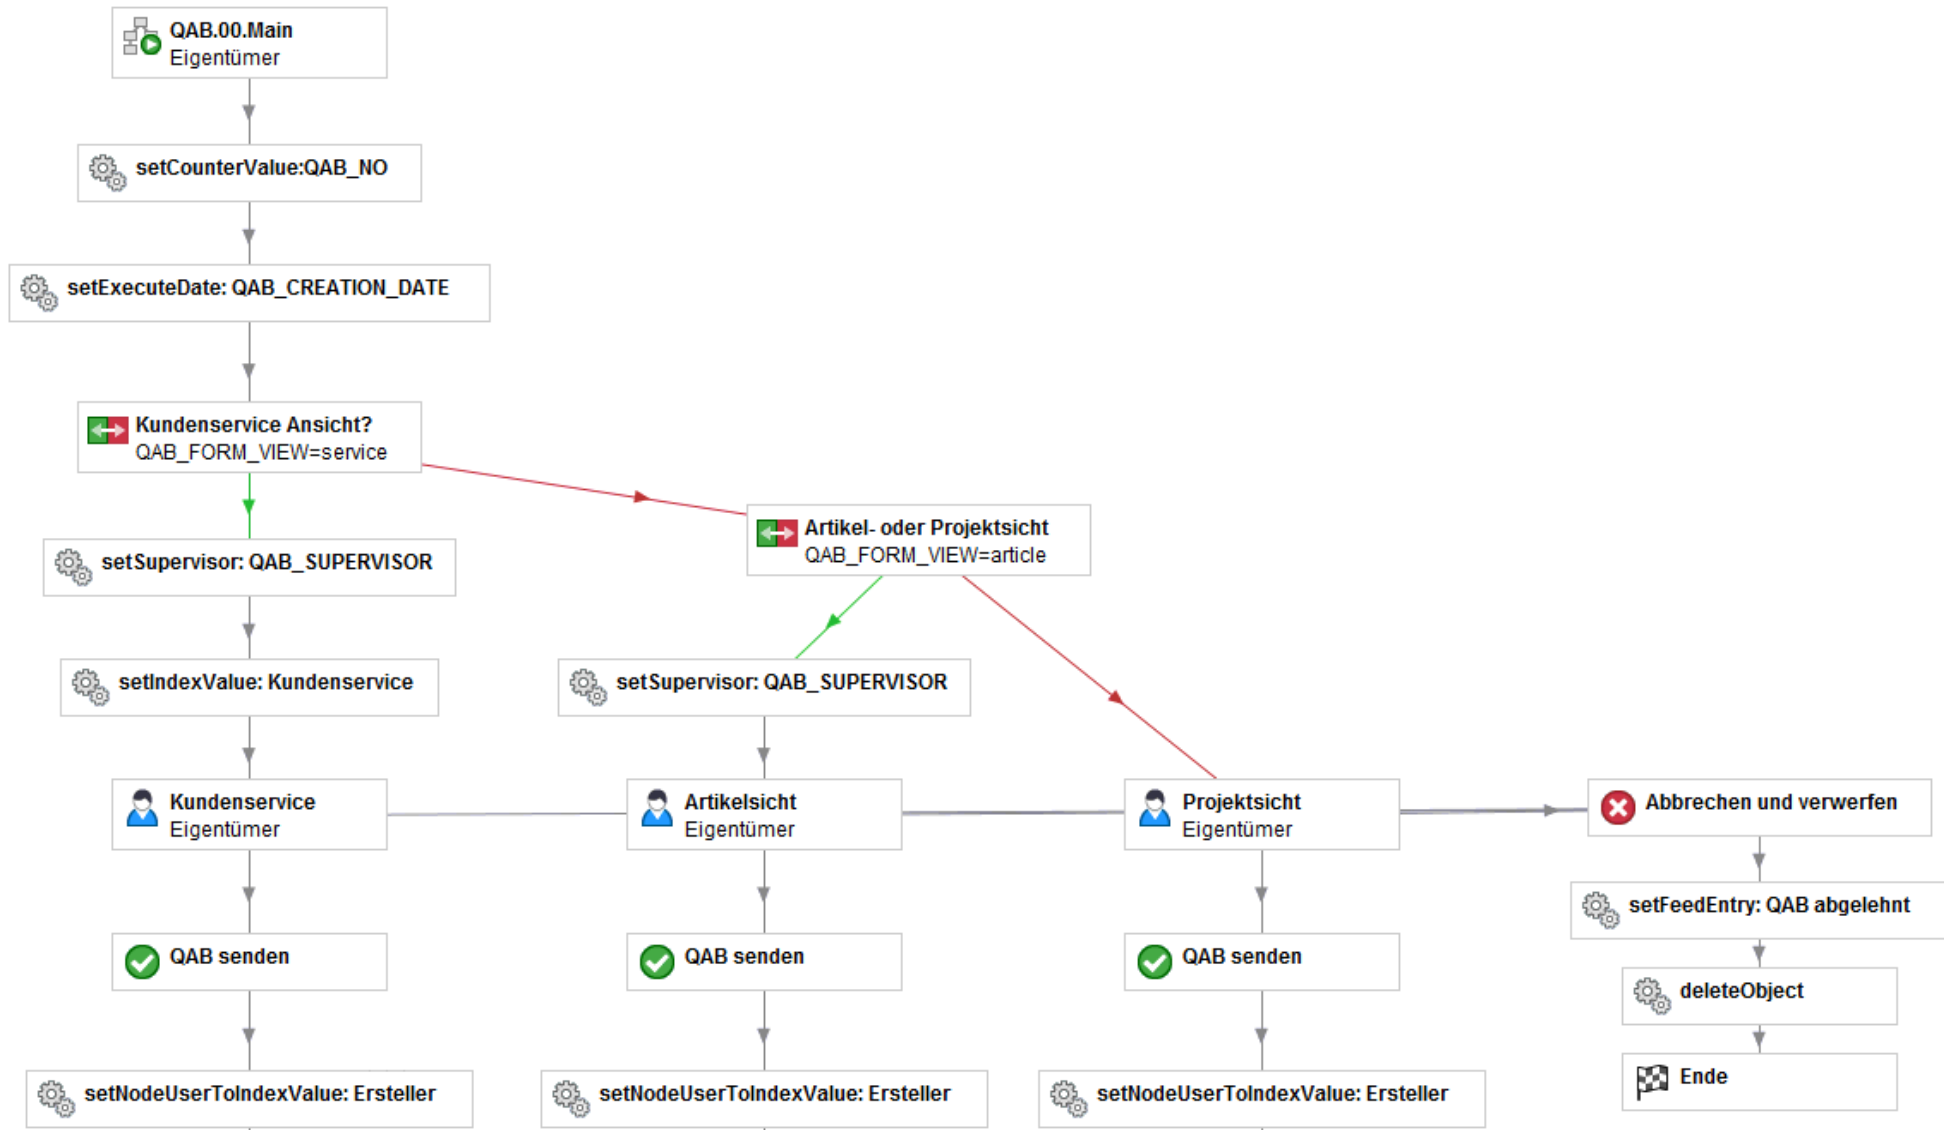 QAB.00.Main
Eigentümer
setCounterValue:QAB_NO
setExecuteDate: QAB_CREATION_DATE
Kundenservice Ansicht?
QAB_FORM_VIEW=service
Artikel- oder Projektsicht
QAB_FORM_VIEW=article
setSupervisor: QAB_SUPERVISOR
setIndexValue: Kundenservice
setSupervisor: QAB_SUPERVISOR
Kundenservice
Eigentümer
Artikelsicht
Eigentümer
Projektsicht
Eigentümer
Abbrechen und verwerfen
setFeedEntry: QAB abgelehnt
QAB senden
QAB senden
QAB senden
deleteObject
Ende
setNodeUserToIndexValue: Ersteller
setNodeUserToIndexValue: Ersteller
setNodeUserToIndexValue: Ersteller